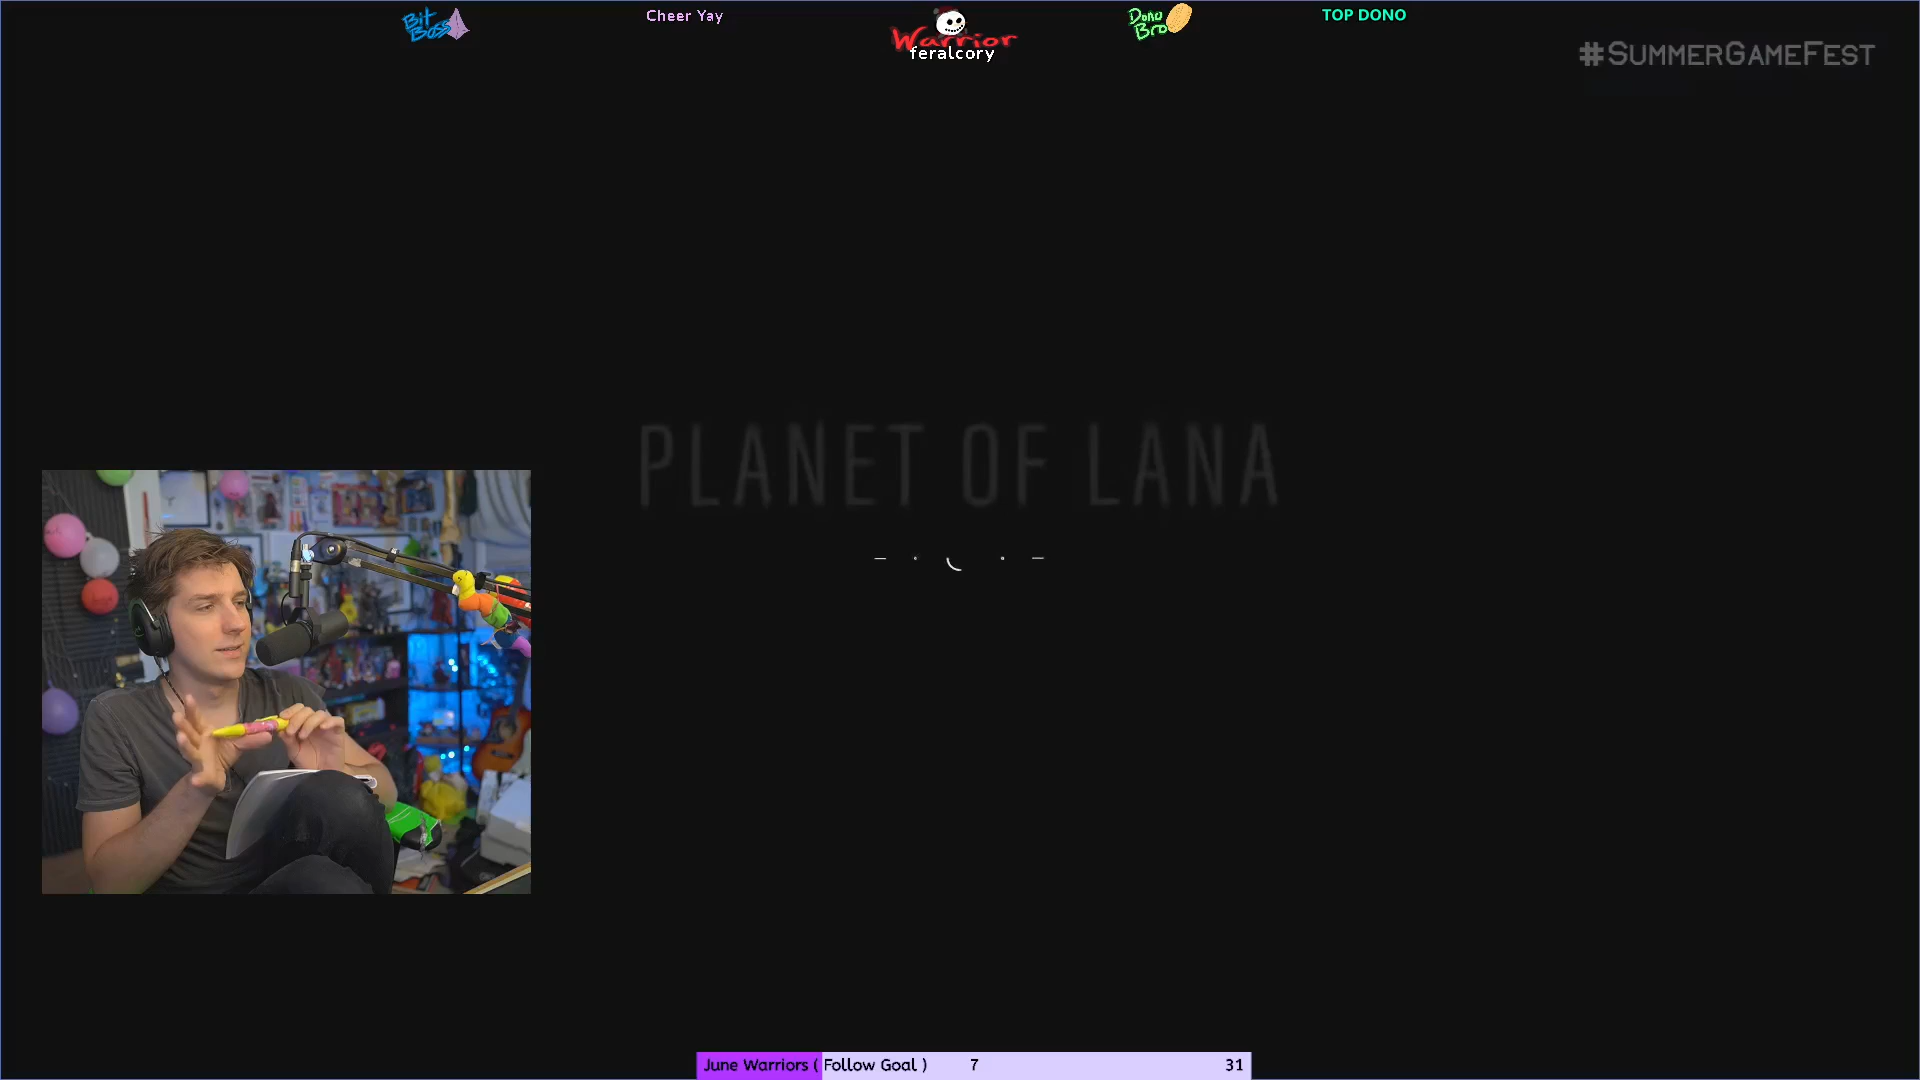 Bit
Boss
Cheer Yay
Warrior
feralcory
Dono
Bro
TOP DONO
#SUMMERGAMEFEST
PLANET OF LANA
June Warriors ( Follow Goal ) 7 31